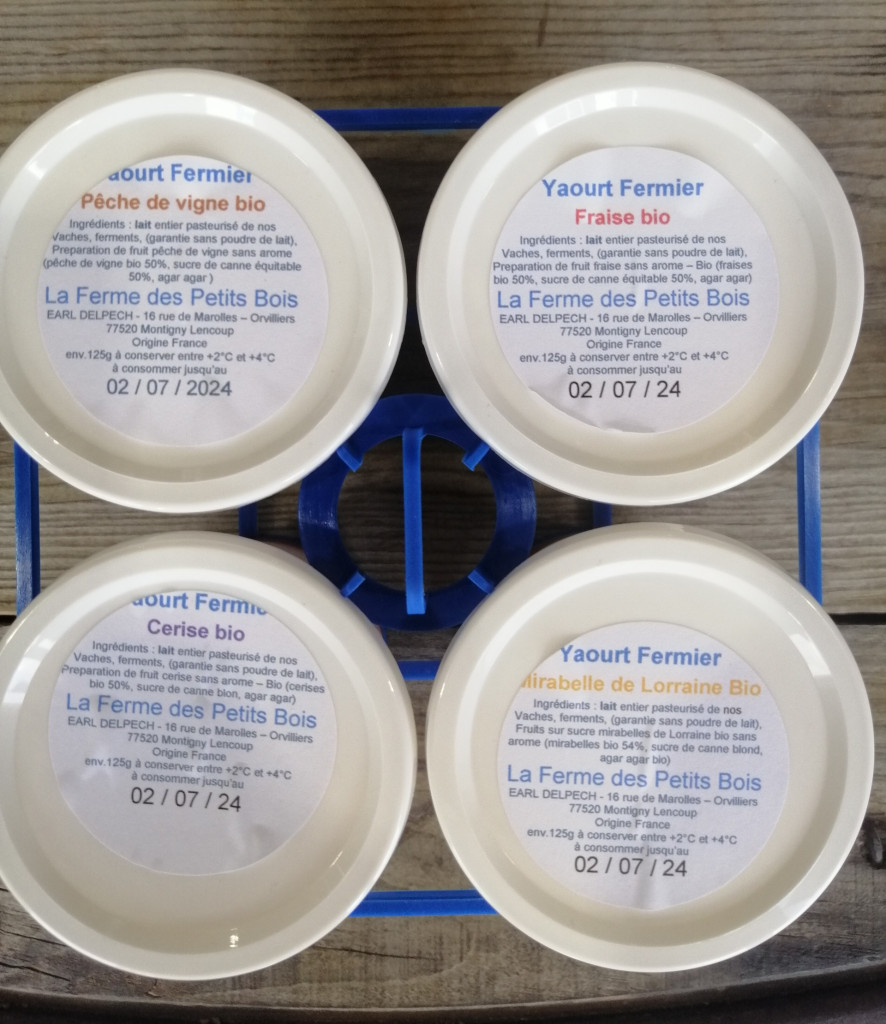 Yaourt Fermier
Pêche de vigne bio
Ingrédients : lait entier pasteurisé de nos
Vaches, ferments, (garantie sans poudre de lait),
Preparation de fruit pêche de vigne sans arome
(pêche de vigne bio 50%, sucre de canne équitable
50%, agar agar )
La Ferme des Petits Bois
EARL DELPECH - 16 rue de Marolles – Orvilliers
77520 Montigny Lencoup
Origine France
env.125g à conserver entre +2°C et +4°C
à consommer jusqu'au
02 / 07 / 2024
Yaourt Fermier
Fraise bio
Ingrédients : lait entier pasteurisé de nos
Vaches, ferments, (garantie sans poudre de lait),
Preparation de fruit fraise sans arome – Bio (fraises
bio 50%, sucre de canne équitable 50%, agar agar)
La Ferme des Petits Bois
EARL DELPECH - 16 rue de Marolles – Orvilliers
77520 Montigny Lencoup
Origine France
env.125g à conserver entre +2°C et +4°C
à consommer jusqu'au
02 / 07 / 24
Yaourt Fermier
Cerise bio
Ingrédients : lait entier pasteurisé de nos
Vaches, ferments, (garantie sans poudre de lait),
Preparation de fruit cerise sans arome – Bio (cerises
bio 50%, sucre de canne blon, agar agar)
La Ferme des Petits Bois
EARL DELPECH - 16 rue de Marolles – Orvilliers
77520 Montigny Lencoup
Origine France
env.125g à conserver entre +2°C et +4°C
à consommer jusqu'au
02 / 07 / 24
Yaourt Fermier
Mirabelle de Lorraine Bio
Ingrédients : lait entier pasteurisé de nos
Vaches, ferments, (garantie sans poudre de lait),
Fruits sur sucre mirabelles de Lorraine bio sans
arome (mirabelles bio 54%, sucre de canne blond,
agar agar bio)
La Ferme des Petits Bois
EARL DELPECH - 16 rue de Marolles – Orvilliers
77520 Montigny Lencoup
Origine France
env.125g à conserver entre +2°C et +4°C
à consommer jusqu'au
02 / 07 / 24